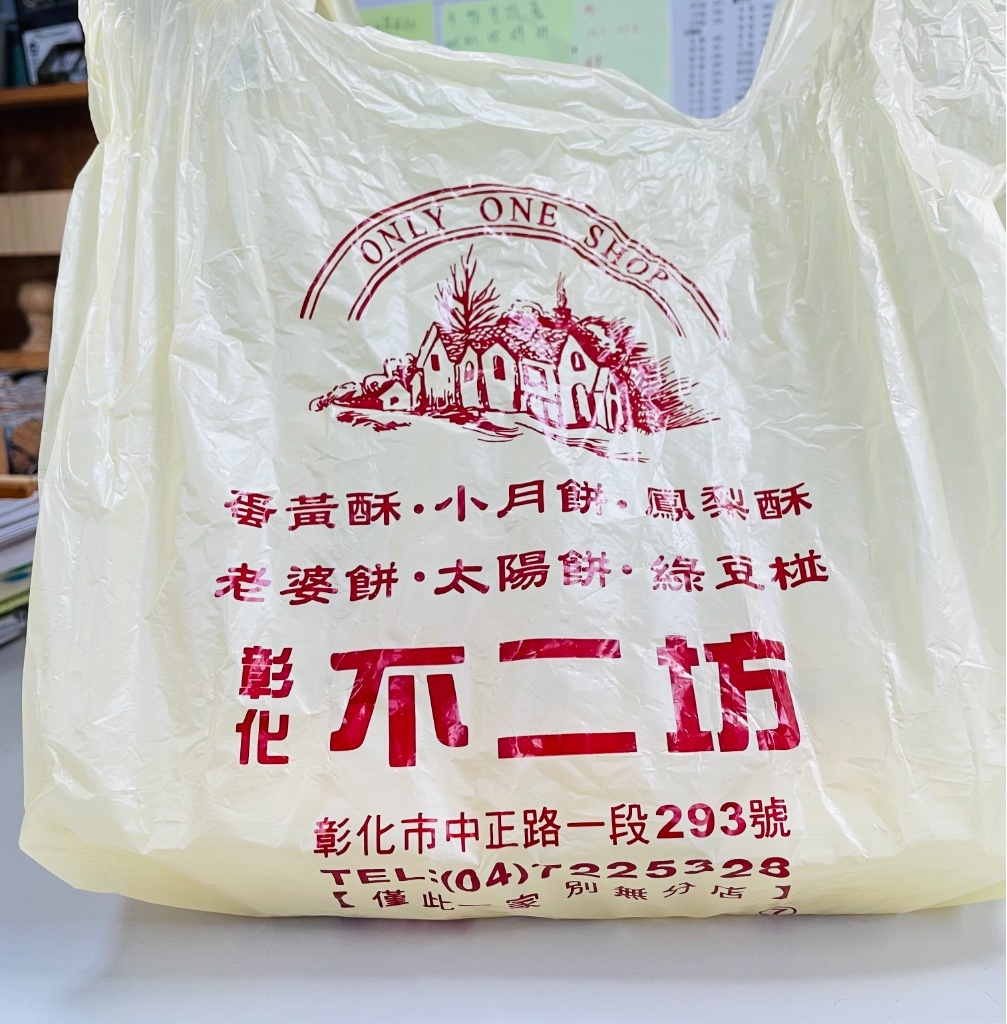 ONLY ONE SHOP
蛋黃酥·小月餅·鳳梨酥
老婆餅·太陽餅·綠豆椪
彰化 不二坊
彰化市中正路一段293號
TEL:(04)7225328
【僅此一家 別無分店】